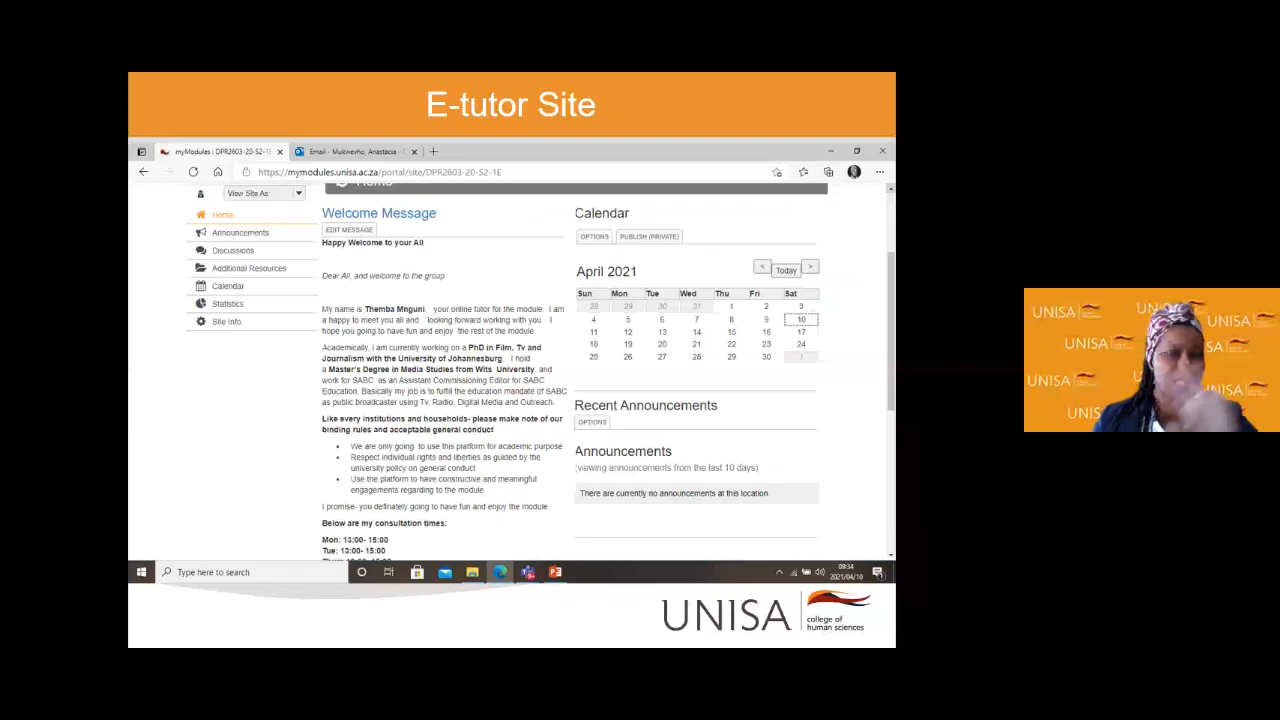 E-tutor Site
myModules : DPR2603-20-S2-1E
Email - Mukwevho, Anastacia -
https://mymodules.unisa.ac.za/portal/site/DPR2603-20-S2-1E
View Site As:
Home
Home
Announcements
Discussions
Additional Resources
Calendar
Statistics
Site Info
Welcome Message
EDIT MESSAGE
Happy Welcome to your All
Dear All, and welcome to the group
My name is Themba Mnguni. your online tutor for the module. I am
a happy to meet you all and looking forward working with you. I
hope you going to have fun and enjoy the rest of the module.
Academically, i am currently working on a PhD in Film, Tv and
Journalism with the University of Johannesburg. I hold
a Master's Degree in Media Studies from Wits University, and
work for SABC as an Assistant Commissioning Editor for SABC
Education. Basically my job is to fulfil the education mandate of SABC
as public broadcaster using Tv, Radio, Digital Media and Outreach.
Like every institutions and households- please make note of our
binding rules and acceptable general conduct
• We are only going to use this platform for academic purpose
• Respect individual rights and liberties as guided by the
university policy on general conduct
• Use the platform to have constructive and meaningful
engagements regarding to the module
I promise- you definately going to have fun and enjoy the module
Below are my consultation times:
Mon: 13:00- 15:00
Tue: 13:00- 15:00
Calendar
OPTIONS PUBLISH (PRIVATE)
April 2021
< Today >
Sun Mon Tue Wed Thu Fri Sat
28 29 30 31 1 2 3
4 5 6 7 8 9 10
11 12 13 14 15 16 17
18 19 20 21 22 23 24
25 26 27 28 29 30 1
Recent Announcements
OPTIONS
Announcements
(viewing announcements from the last 10 days)
There are currently no announcements at this location.
Type here to search
09:34
2021/04/10
UNISA
college of
human sciences
UNISA
UNISA
UNISA
SA
UNISA
UNISA
UNIS